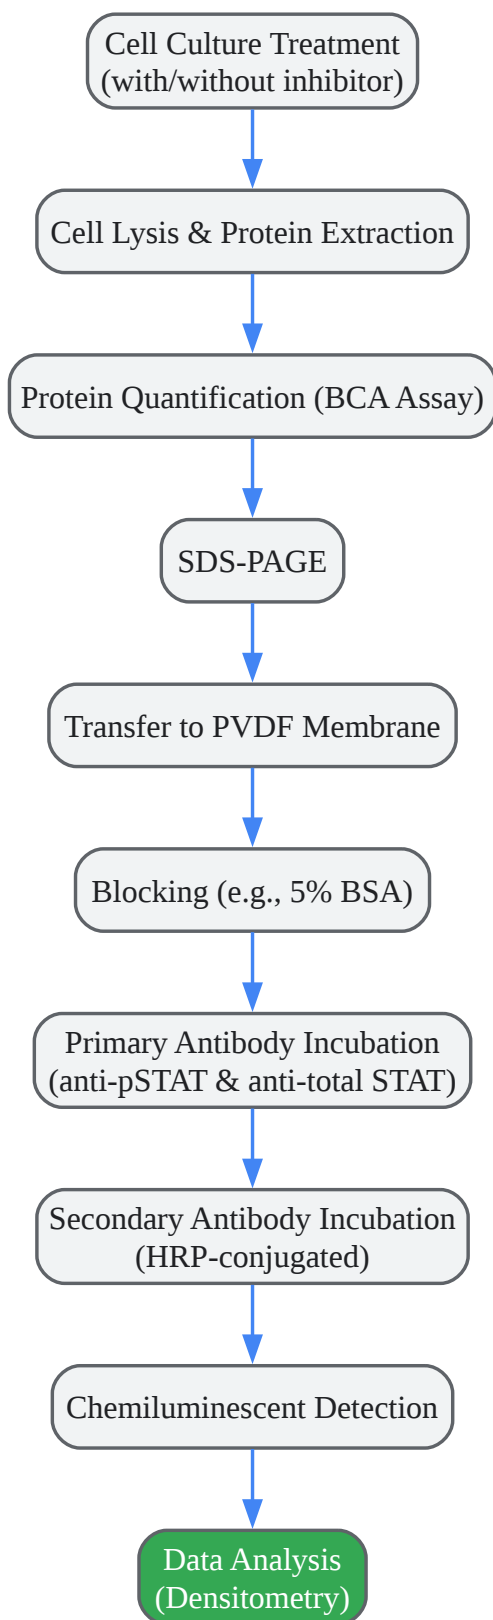 Cell Culture Treatment
(with/without inhibitor)
Cell Lysis & Protein Extraction
Protein Quantification (BCA Assay)
SDS-PAGE
Transfer to PVDF Membrane
Blocking (e.g., 5% BSA)
Primary Antibody Incubation
(anti-pSTAT & anti-total STAT)
Secondary Antibody Incubation
(HRP-conjugated)
Chemiluminescent Detection
Data Analysis
(Densitometry)